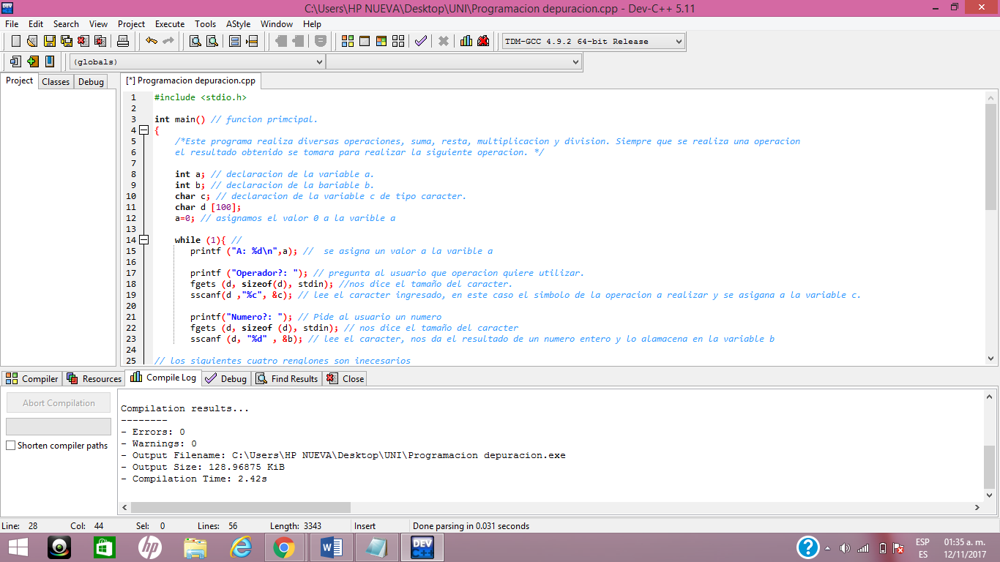 C:\Users\HP NUEVA\Desktop\UNI\Programacion depuracion.cpp - Dev-C++ 5.11
File Edit Search View Project Execute Tools AStyle Window Help
TDM-GCC 4.9.2 64-bit Release
(globals)
Project Classes Debug
[*] Programacion depuracion.cpp
1 #include <stdio.h>
2
3 int main() // funcion primcipal.
4 {
5 /*Este programa realiza diversas operaciones, suma, resta, multiplicacion y division. Siempre que se realiza una operacion
6 el resultado obtenido se tomara para realizar la siguiente operacion. */
7
8 int a; // declaracion de la variable a.
9 int b; // declaracion de la bariable b.
10 char c; // declaracion de la variable c de tipo caracter.
11 char d [100];
12 a=0; // asignamos el valor 0 a la varible a
13
14 while (1){ //
15 printf ("A: %d\n",a); //  se asigna un valor a la varible a
16
17 printf ("Operador?: "); // pregunta al usuario que operacion quiere utilizar.
18 fgets (d, sizeof(d), stdin); //nos dice el tamaño del caracter.
19 sscanf(d ,"%c", &c); // lee el caracter ingresado, en este caso el simbolo de la operacion a realizar y se asigana a la variable c.
20
21 printf("Numero?: "); // Pide al usuario un numero
22 fgets (d, sizeof (d), stdin); // nos dice el tamaño del caracter
23 sscanf (d, "%d" , &b); // lee el caracter, nos da el resultado de un numero entero y lo alamacena en la variable b
24
25 // los siguientes cuatro renglones son inecesarios
Compiler Resources Compile Log Debug Find Results Close
Abort Compilation
Shorten compiler paths
Compilation results...
--------
- Errors: 0
- Warnings: 0
- Output Filename: C:\Users\HP NUEVA\Desktop\UNI\Programacion depuracion.exe
- Output Size: 128.96875 KiB
- Compilation Time: 2.42s
Line: 28 Col: 44 Sel: 0 Lines: 56 Length: 3343 Insert Done parsing in 0.031 seconds
hp
DEV C++
ESP
ES
01:35 a. m.
12/11/2017